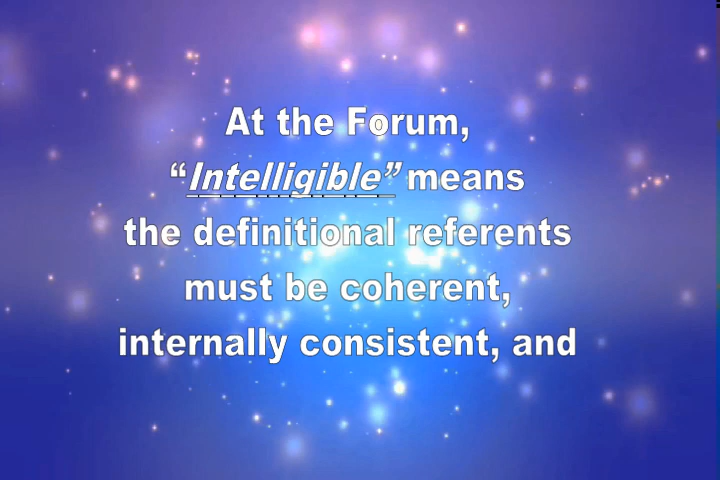 At the Forum,
“Intelligible” means
the definitional referents
must be coherent,
internally consistent, and